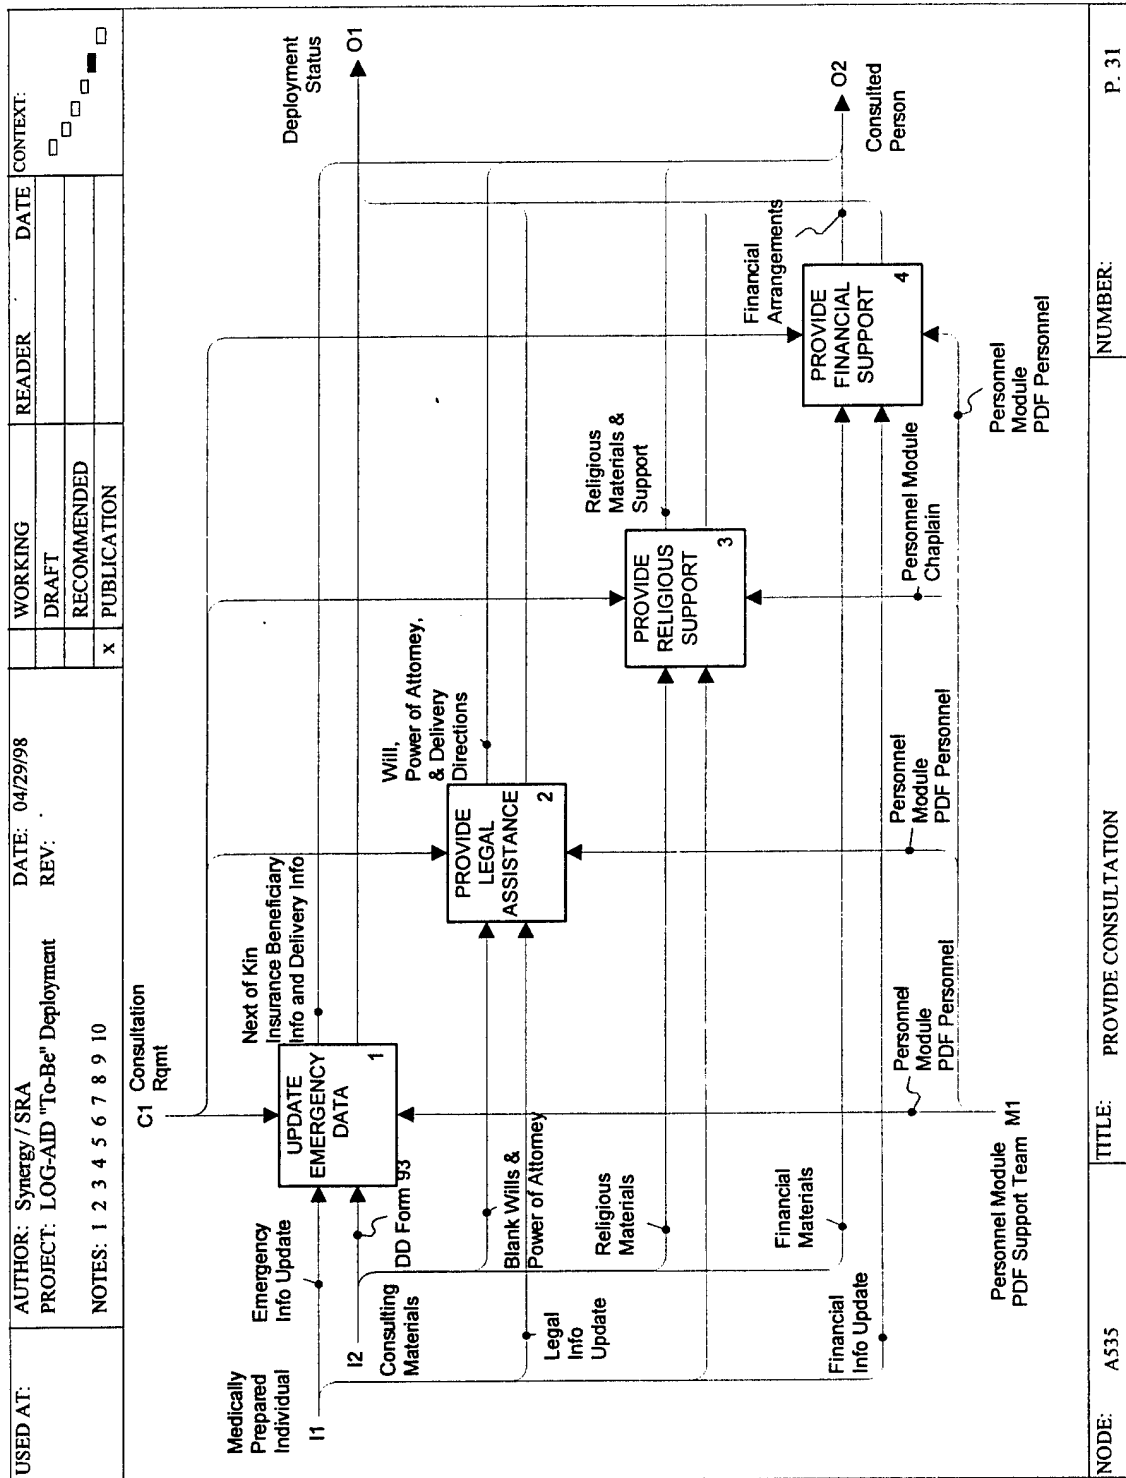 USED AT:
AUTHOR: Synergy / SRA
PROJECT: LOG-AID "To-Be" Deployment
NOTES: 1 2 3 4 5 6 7 8 9 10
DATE: 04/29/98
REV:
WORKING
DRAFT
RECOMMENDED
x PUBLICATION
READER
DATE
CONTEXT:
C1
Consultation
Rqmt
Medically
Prepared
Individual
I1
I2
Consulting
Materials
Emergency
Info Update
DD Form 93
UPDATE
EMERGENCY
DATA
1
Next of Kin
Insurance Beneficiary
Info and Delivery Info
Deployment
Status
O1
Blank Wills &
Power of Attorney
Legal
Info
Update
PROVIDE
LEGAL
ASSISTANCE
2
Will,
Power of Attorney,
& Delivery
Directions
Religious
Materials
PROVIDE
RELIGIOUS
SUPPORT
3
Religious
Materials &
Support
Financial
Materials
Financial
Info Update
PROVIDE
FINANCIAL
SUPPORT
4
Financial
Arrangements
O2
Consulted
Person
Personnel
Module
PDF Personnel
Personnel
Module
PDF Personnel
Personnel Module
Chaplain
Personnel
Module
PDF Personnel
Personnel Module
PDF Support Team
M1
NODE:
A535
TITLE:
PROVIDE CONSULTATION
NUMBER:
P. 31